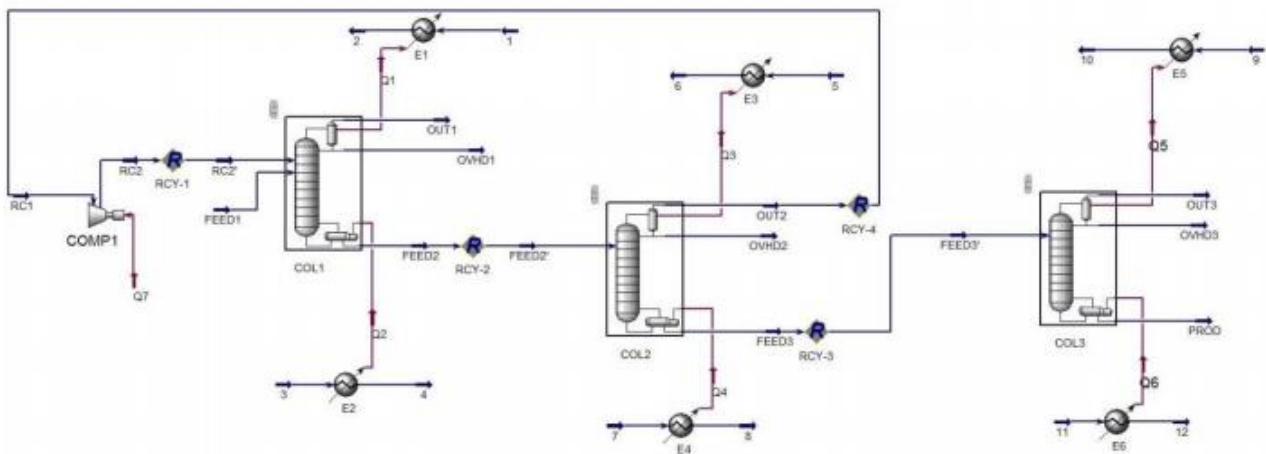 2
1
E1
Q1
OUT1
OVHD1
R
RC2
RCY-1
RC2'
RC1
COMP1
FEED1
Q7
COL1
R
FEED2
RCY-2
FEED2'
Q2
3
4
E2
6
5
E3
Q3
OUT2
R
RCY-4
OVHD2
COL2
R
FEED3
RCY-3
Q4
7
8
E4
10
9
E5
Q5
OUT3
OVHD3
FEED3'
PROD
COL3
Q6
11
12
E6